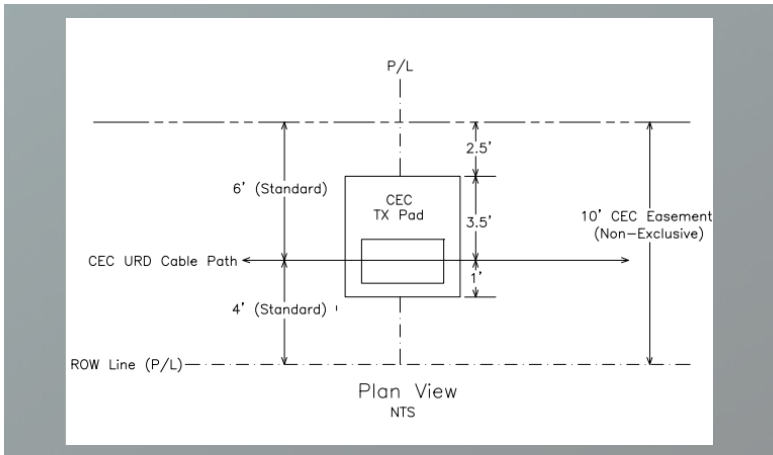 P/L
2.5'
6' (Standard)
CEC
TX Pad
3.5'
10' CEC Easement
(Non-Exclusive)
CEC URD Cable Path
1'
4' (Standard)
ROW Line (P/L)
Plan View
NTS